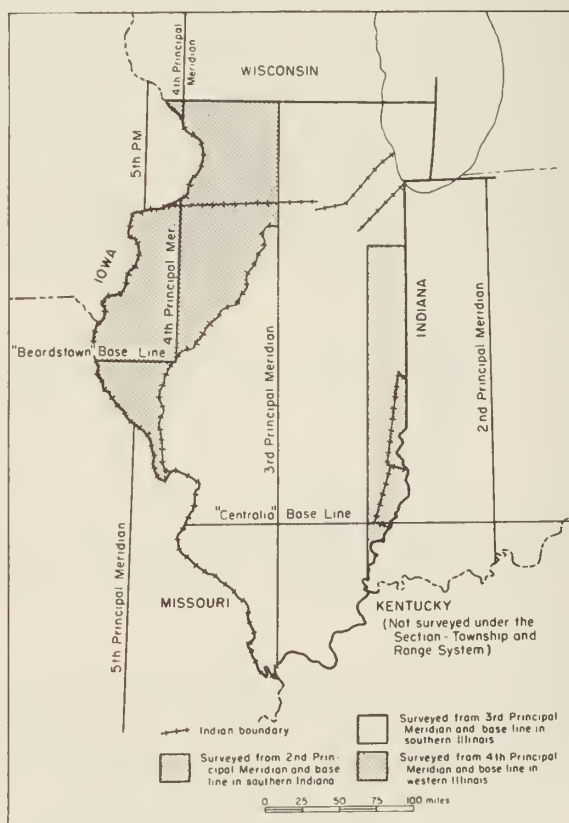 4th Principal
Meridian
WISCONSIN
5th PM
IOWA
4th Principal Mer.
"Beardstown" Base Line
3rd Principal Meridian
INDIANA
2nd Principal Meridian
"Centralia" Base Line
5th Principal Meridian
MISSOURI
KENTUCKY
(Not surveyed under the
Section - Township and
Range System)
Indian boundary
Surveyed from 3rd Principal
Meridian and base line in
southern Illinois
Surveyed from 2nd Prin-
cipal Meridian and base
line in southern Indiana
Surveyed from 4th Principal
Meridian and base line in
western Illinois
0 25 50 75 100 miles